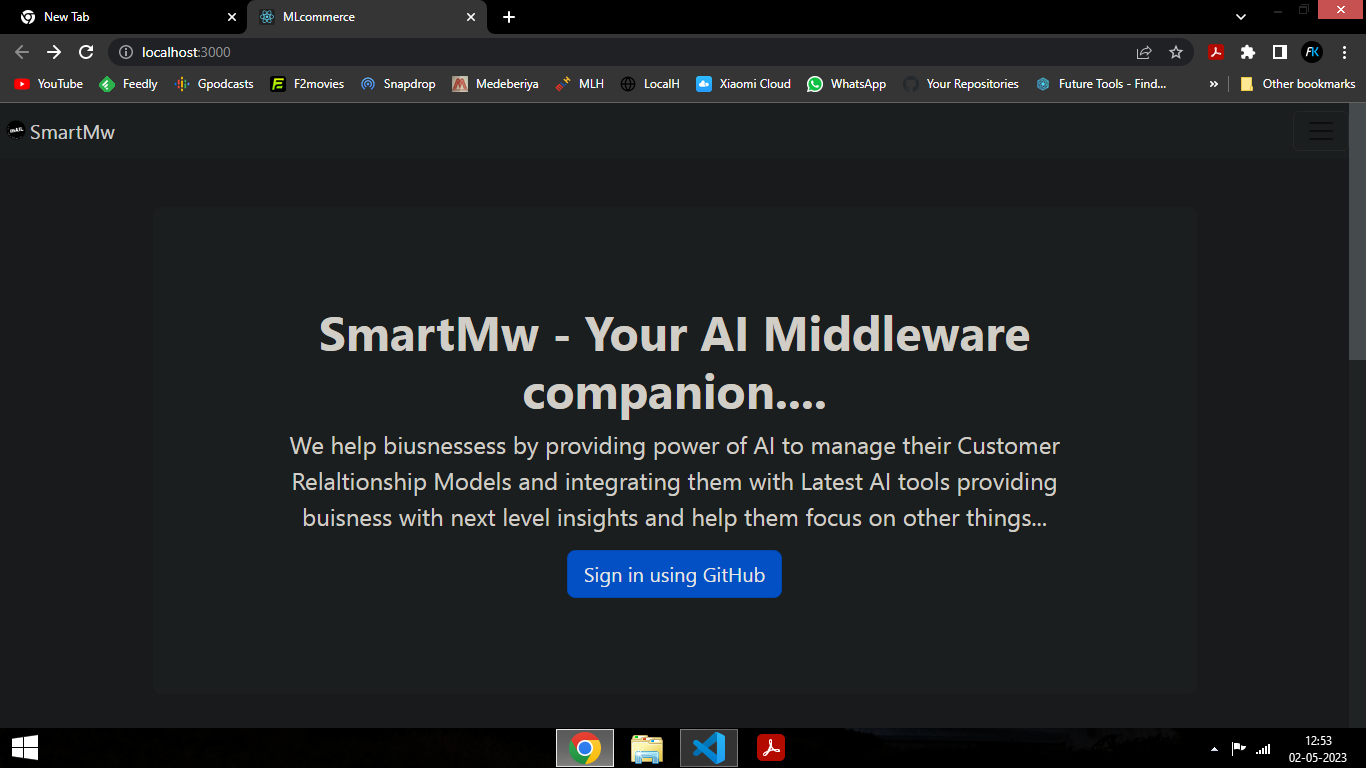 New Tab
MLcommerce
localhost:3000
YouTube
Feedly
Gpodcasts
F2movies
Snapdrop
Medeberiya
MLH
LocalH
Xiaomi Cloud
WhatsApp
Your Repositories
Future Tools - Find...
»
Other bookmarks
SmartMw
SmartMw - Your AI Middleware
companion....
We help biusnessess by providing power of AI to manage their Customer
Relaltionship Models and integrating them with Latest AI tools providing
buisness with next level insights and help them focus on other things...
Sign in using GitHub
12:53
02-05-2023